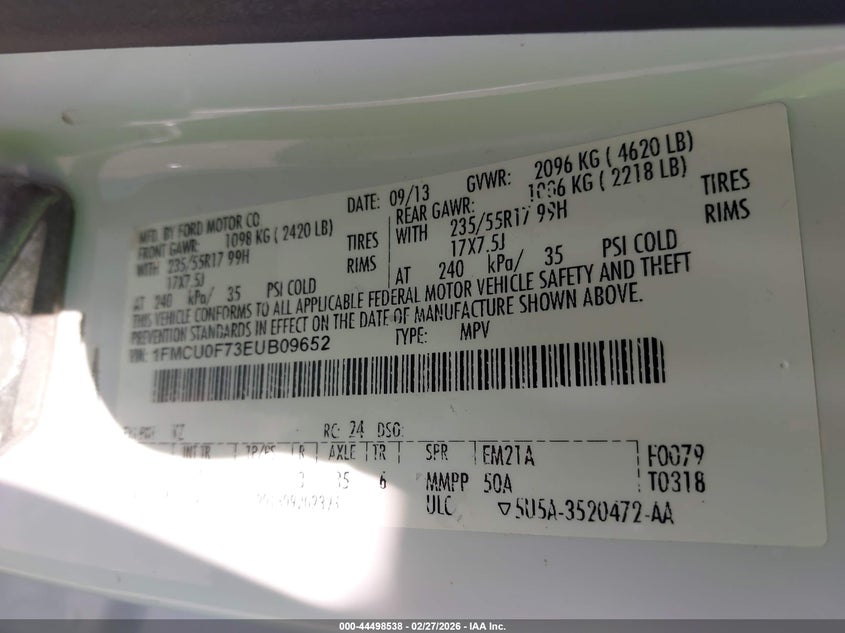 MFD. BY FORD MOTOR CO. DATE: 09/13 GVWR: 2096 KG ( 4620 LB)
FRONT GAWR: 1098 KG ( 2420 LB) REAR GAWR: 1006 KG ( 2218 LB)
WITH 235/55R17 99H TIRES WITH 235/55R17 99H TIRES
17X7.5J RIMS 17X7.5J RIMS
AT 240 kPa/ 35 PSI COLD AT 240 kPa/ 35 PSI COLD
THIS VEHICLE CONFORMS TO ALL APPLICABLE FEDERAL MOTOR VEHICLE SAFETY AND THEFT
PREVENTION STANDARDS IN EFFECT ON THE DATE OF MANUFACTURE SHOWN ABOVE.
VIN: 1FMCU0F73EUB09652 TYPE: MPV
RC: 24 DSO:
INT TR TP/PS R AXLE TR SPR EM21A F0079
35 6 MMPP 50A T0318
ULC ▽5U5A-3520472-AA
000-44498538 - 02/27/2026 - IAA Inc.